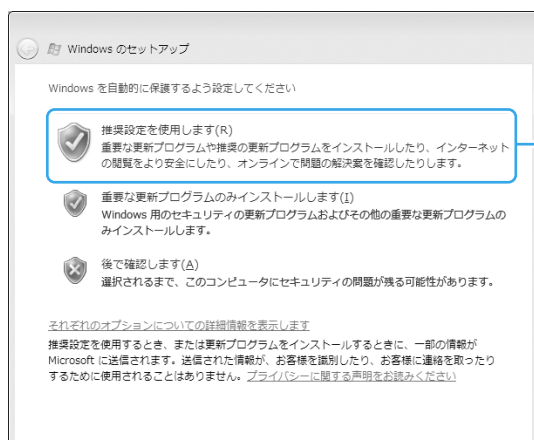 Windows のセットアップ
Windows を自動的に保護するよう設定してください
推奨設定を使用します(R)
重要な更新プログラムや推奨の更新プログラムをインストールしたり、インターネット
の閲覧をより安全にしたり、オンラインで問題の解決案を確認したりします。
重要な更新プログラムのみインストールします(I)
Windows 用のセキュリティの更新プログラムおよびその他の重要な更新プログラムの
みインストールします。
後で確認します(A)
選択されるまで、このコンピュータにセキュリティの問題が残る可能性があります。
それぞれのオプションについての詳細情報を表示します
推奨設定を使用するとき、または更新プログラムをインストールするときに、一部の情報が
Microsoft に送信されます。送信された情報が、お客様を識別したり、お客様に連絡を取ったり
するために使用されることはありません。プライバシーに関する声明をお読みください